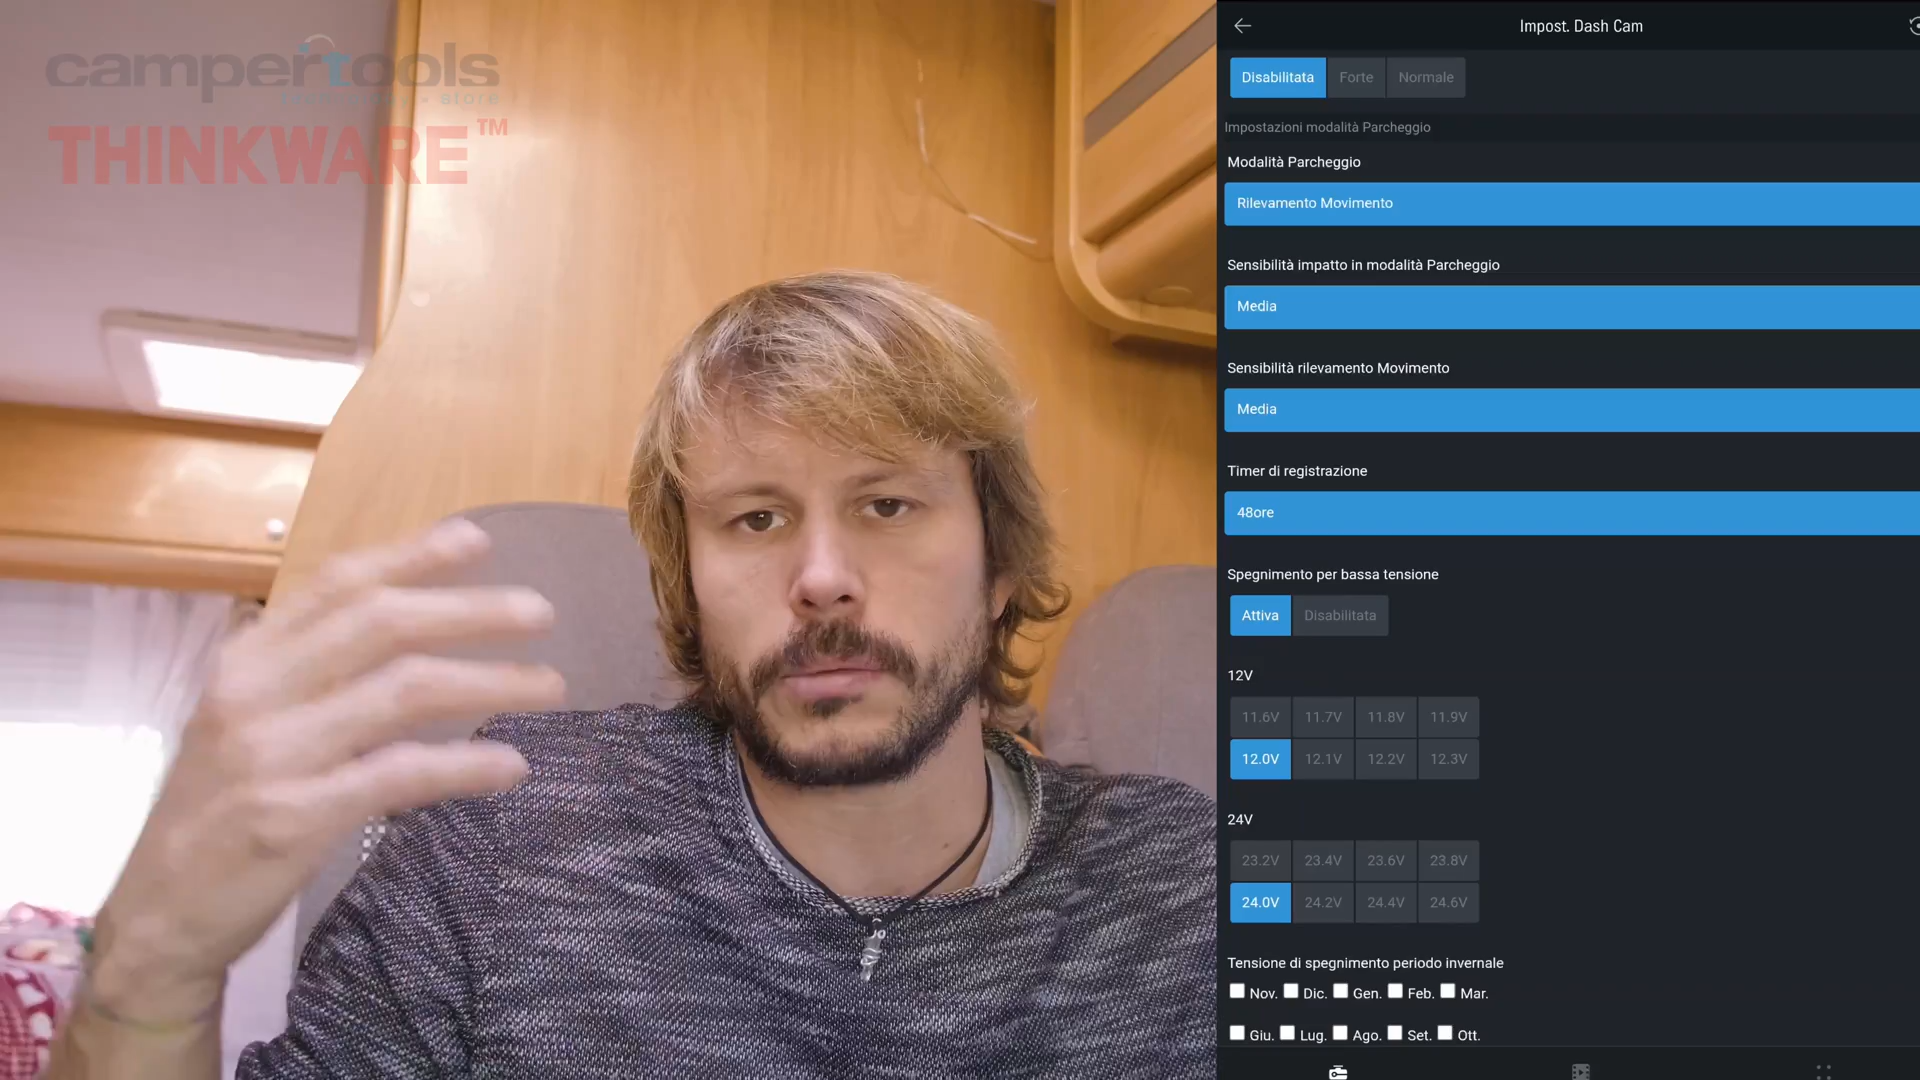 campertools
store
THINKWARE™
Impost. Dash Cam
Disabilitata Forte Normale
Impostazioni modalità Parcheggio
Modalità Parcheggio
Rilevamento Movimento
Sensibilità impatto in modalità Parcheggio
Media
Sensibilità rilevamento Movimento
Media
Timer di registrazione
48ore
Spegnimento per bassa tensione
Attiva Disabilitata
12V
11.6V 11.7V 11.8V 11.9V
12.0V 12.1V 12.2V 12.3V
24V
23.2V 23.4V 23.6V 23.8V
24.0V 24.2V 24.4V 24.6V
Tensione di spegnimento periodo invernale
Nov. Dic. Gen. Feb. Mar.
Giu. Lug. Ago. Set. Ott.